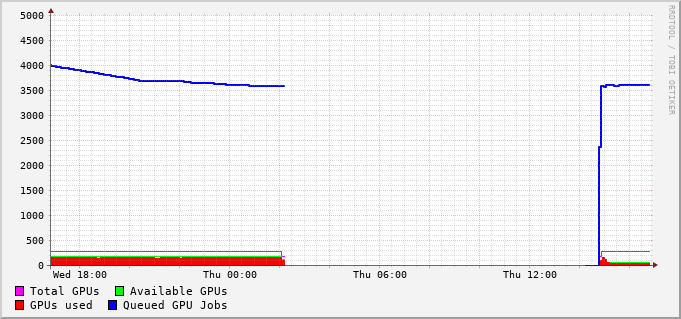 5000
4500
4000
3500
3000
2500
2000
1500
1000
500
0
Wed 18:00 Thu 00:00 Thu 06:00 Thu 12:00
Total GPUs Available GPUs
GPUs used Queued GPU Jobs
RRDTOOL / TOBI OETIKER